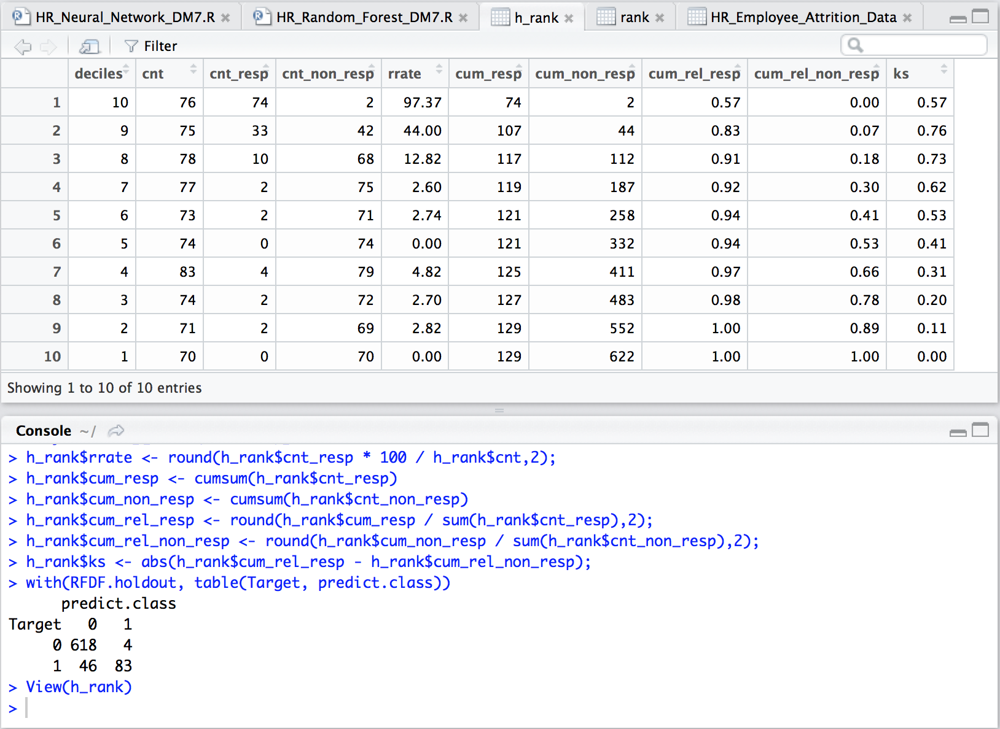 HR_Neural_Network_DM7.R HR_Random_Forest_DM7.R h_rank rank HR_Employee_Attrition_Data
Filter
deciles cnt cnt_resp cnt_non_resp rrate cum_resp cum_non_resp cum_rel_resp cum_rel_non_resp ks
1 10 76 74 2 97.37 74 2 0.57 0.00 0.57
2 9 75 33 42 44.00 107 44 0.83 0.07 0.76
3 8 78 10 68 12.82 117 112 0.91 0.18 0.73
4 7 77 2 75 2.60 119 187 0.92 0.30 0.62
5 6 73 2 71 2.74 121 258 0.94 0.41 0.53
6 5 74 0 74 0.00 121 332 0.94 0.53 0.41
7 4 83 4 79 4.82 125 411 0.97 0.66 0.31
8 3 74 2 72 2.70 127 483 0.98 0.78 0.20
9 2 71 2 69 2.82 129 552 1.00 0.89 0.11
10 1 70 0 70 0.00 129 622 1.00 1.00 0.00
Showing 1 to 10 of 10 entries
Console ~/
> h_rank$rrate <- round(h_rank$cnt_resp * 100 / h_rank$cnt,2);
> h_rank$cum_resp <- cumsum(h_rank$cnt_resp)
> h_rank$cum_non_resp <- cumsum(h_rank$cnt_non_resp)
> h_rank$cum_rel_resp <- round(h_rank$cum_resp / sum(h_rank$cnt_resp),2);
> h_rank$cum_rel_non_resp <- round(h_rank$cum_non_resp / sum(h_rank$cnt_non_resp),2);
> h_rank$ks <- abs(h_rank$cum_rel_resp - h_rank$cum_rel_non_resp);
> with(RFDF.holdout, table(Target, predict.class))
predict.class
Target 0 1
0 618 4
1 46 83
> View(h_rank)
>